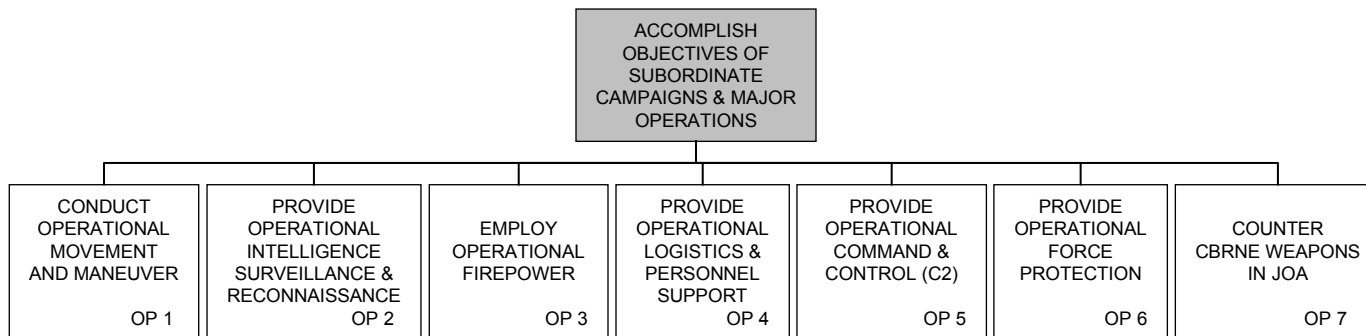 ACCOMPLISH
OBJECTIVES OF
SUBORDINATE
CAMPAIGNS & MAJOR
OPERATIONS
CONDUCT
OPERATIONAL
MOVEMENT
AND MANEUVER
OP 1
PROVIDE
OPERATIONAL
INTELLIGENCE
SURVEILLANCE &
RECONNAISSANCE
OP 2
EMPLOY
OPERATIONAL
FIREPOWER
OP 3
PROVIDE
OPERATIONAL
LOGISTICS &
PERSONNEL
SUPPORT
OP 4
PROVIDE
OPERATIONAL
COMMAND &
CONTROL (C2)
OP 5
PROVIDE
OPERATIONAL
FORCE
PROTECTION
OP 6
COUNTER
CBRNE WEAPONS
IN JOA
OP 7